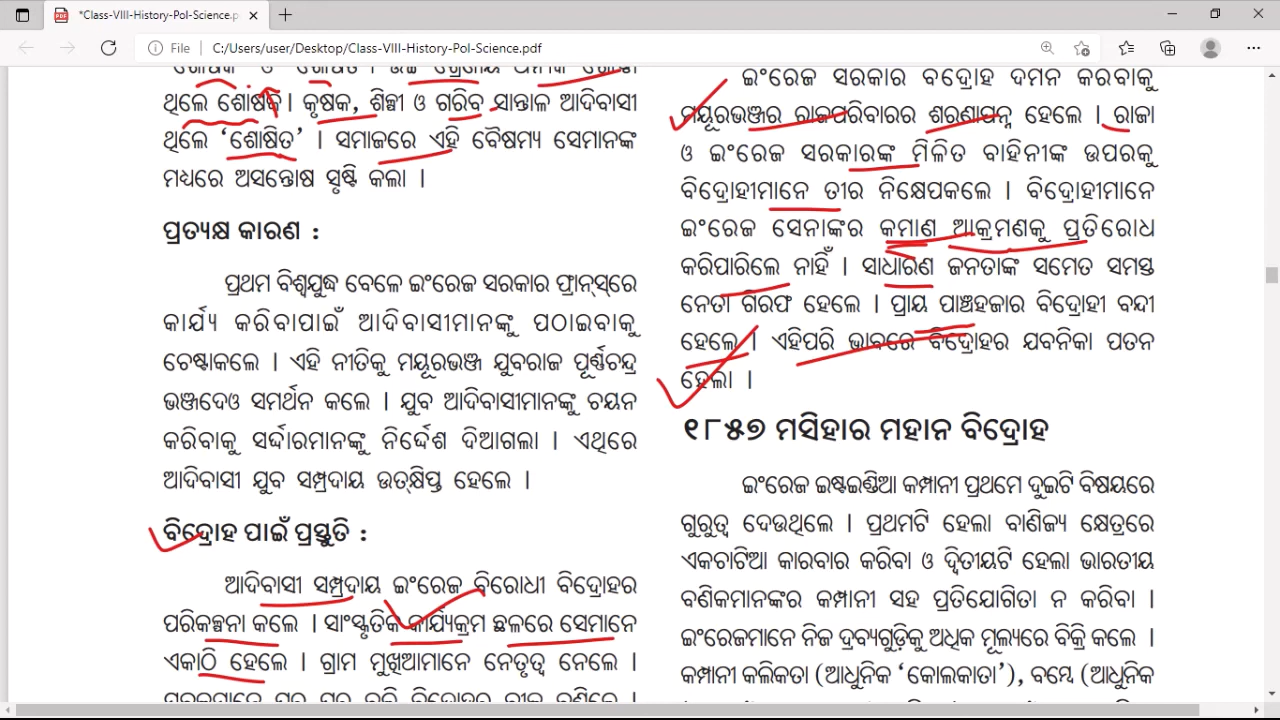 *Class-VIII-History-Pol-Science.p
File
C:/Users/user/Desktop/Class-VIII-History-Pol-Science.pdf
ଥିଲେ ଶୋଷକ। କୃଷକ, ଶିଳ୍ପୀ ଓ ଗରିବ ସାନ୍ତାଳ ଆଦିବାସୀ
ଥିଲେ ‘ଶୋଷିତ’ । ସମାଜରେ ଏହି ବୈଷମ୍ୟ ସେମାନଙ୍କ
ମଧ୍ୟରେ ଅସନ୍ତୋଷ ସୃଷ୍ଟି କଲା ।
ପ୍ରତ୍ୟକ୍ଷ କାରଣ :
ପ୍ରଥମ ବିଶ୍ୱଯୁଦ୍ଧ ବେଳେ ଇଂରେଜ ସରକାର ଫ୍ରାନ୍ସ୍‌ରେ
କାର୍ଯ୍ୟ କରିବାପାଇଁ ଆଦିବାସୀମାନଙ୍କୁ ପଠାଇବାକୁ
ଚେଷ୍ଟାକଲେ । ଏହି ନୀତିକୁ ମୟୂରଭଞ୍ଜ ଯୁବରାଜ ପୂର୍ଣ୍ଣଚନ୍ଦ୍ର
ଭଞ୍ଜଦେଓ ସମର୍ଥନ କଲେ । ଯୁବ ଆଦିବାସୀମାନଙ୍କୁ ଚୟନ
କରିବାକୁ ସର୍ଦ୍ଦାରମାନଙ୍କୁ ନିର୍ଦ୍ଦେଶ ଦିଆଗଲା । ଏଥିରେ
ଆଦିବାସୀ ଯୁବ ସମ୍ପ୍ରଦାୟ ଉତ୍‌କ୍ଷିପ୍ତ ହେଲେ ।
ବିଦ୍ରୋହ ପାଇଁ ପ୍ରସ୍ତୁତି :
ଆଦିବାସୀ ସମ୍ପ୍ରଦାୟ ଇଂରେଜ ବିରୋଧୀ ବିଦ୍ରୋହର
ପରିକଳ୍ପନା କଲେ । ସାଂସ୍କୃତିକ କାର୍ଯ୍ୟକ୍ରମ ଛଳରେ ସେମାନେ
ଏକାଠି ହେଲେ । ଗ୍ରାମ ମୁଖିଆମାନେ ନେତୃତ୍ୱ ନେଲେ ।
ଇଂରେଜ ସରକାର ବିଦ୍ରୋହ ଦମନ କରବାକୁ
ମୟୂରଭଞ୍ଜର ରାଜପରିବାରର ଶରଣାପନ୍ନ ହେଲେ । ରାଜା
ଓ ଇଂରେଜ ସରକାରଙ୍କ ମିଳିତ ବାହିନୀଙ୍କ ଉପରକୁ
ବିଦ୍ରୋହୀମାନେ ତୀର ନିକ୍ଷେପକଲେ । ବିଦ୍ରୋହୀମାନେ
ଇଂରେଜ ସେନାଙ୍କର କମାଣ ଆକ୍ରମଣକୁ ପ୍ରତିରୋଧ
କରିପାରିଲେ ନାହିଁ । ସାଧାରଣ ଜନତାଙ୍କ ସମେତ ସମସ୍ତ
ନେତା ଗିରଫ ହେଲେ । ପ୍ରାୟ ପାଞ୍ଚହଜାର ବିଦ୍ରୋହୀ ବନ୍ଦୀ
ହେଲେ । ଏହିପରି ଭାବରେ ବିଦ୍ରୋହର ଯବନିକା ପତନ
ହେଲା ।
୧୮୫୭ ମସିହାର ମହାନ ବିଦ୍ରୋହ
ଇଂରେଜ ଇଷ୍ଟଇଣ୍ଡିଆ କମ୍ପାନୀ ପ୍ରଥମେ ଦୁଇଟି ବିଷୟରେ
ଗୁରୁତ୍ୱ ଦେଉଥିଲେ । ପ୍ରଥମଟି ହେଲା ବାଣିଜ୍ୟ କ୍ଷେତ୍ରରେ
ଏକଚାଟିଆ କାରବାର କରିବା ଓ ଦ୍ୱିତୀୟଟି ହେଲା ଭାରତୀୟ
ବଣିକମାନଙ୍କର କମ୍ପାନୀ ସହ ପ୍ରତିଯୋଗିତା ନ କରିବା ।
ଇଂରେଜମାନେ ନିଜ ଦ୍ରବ୍ୟଗୁଡ଼ିକୁ ଅଧିକ ମୂଲ୍ୟରେ ବିକ୍ରି କଲେ ।
କମ୍ପାନୀ କଲିକତା (ଆଧୁନିକ ‘କୋଲକାତା’), ବମ୍ବେ (ଆଧୁନିକ